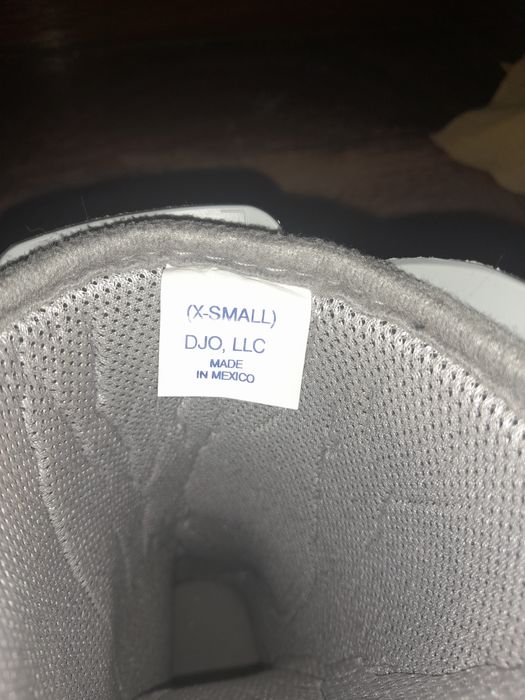 (X-SMALL)
DJO, LLC
MADE
IN MEXICO